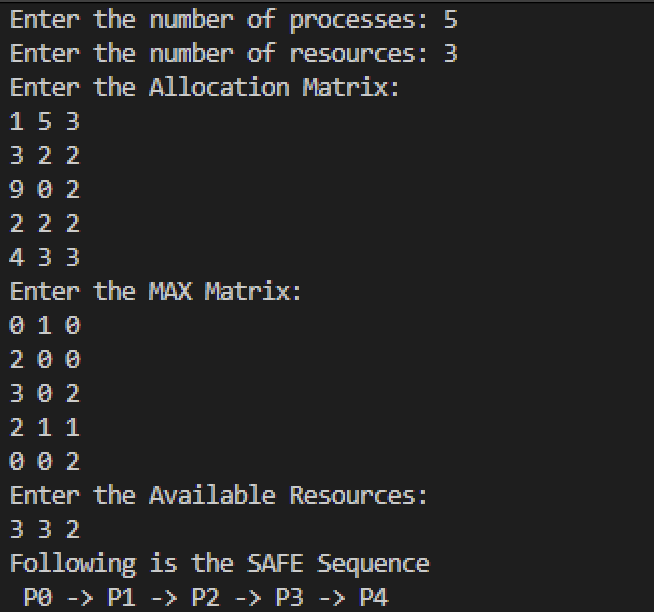 Enter the number of processes: 5
Enter the number of resources: 3
Enter the Allocation Matrix:
1 5 3
3 2 2
9 0 2
2 2 2
4 3 3
Enter the MAX Matrix:
0 1 0
2 0 0
3 0 2
2 1 1
0 0 2
Enter the Available Resources:
3 3 2
Following is the SAFE Sequence
P0 -> P1 -> P2 -> P3 -> P4